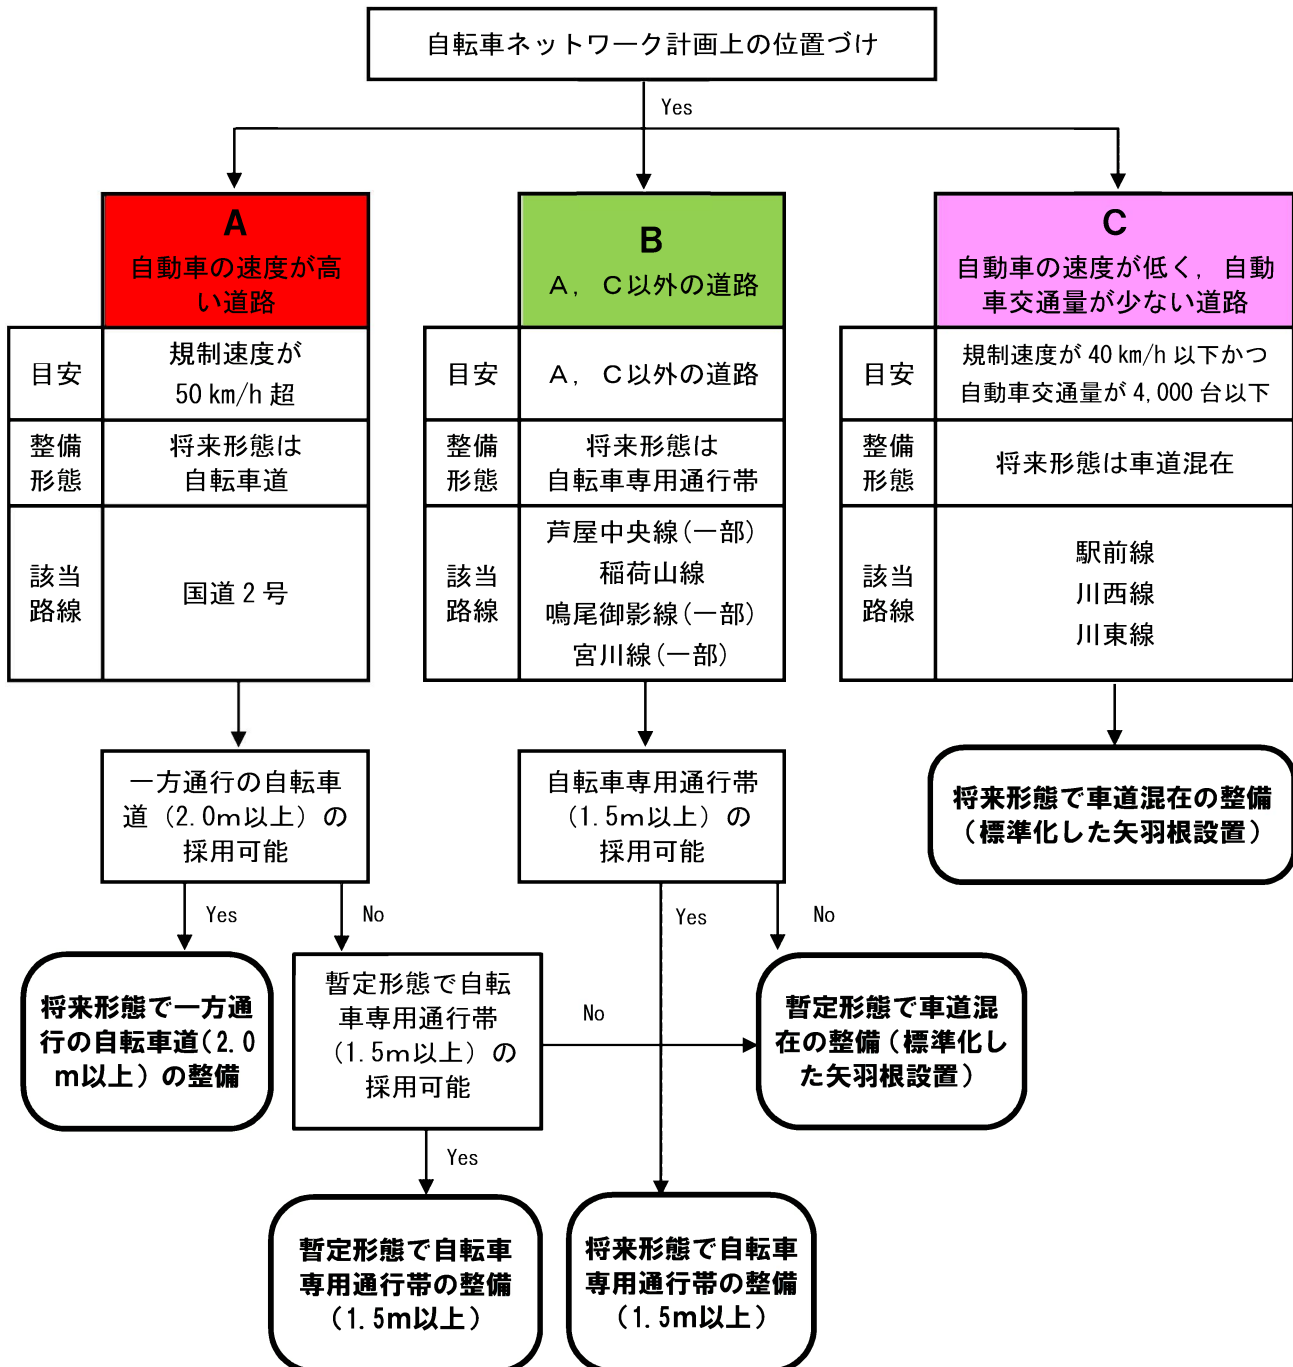 自転車ネットワーク計画上の位置づけ
Yes
A
自動車の速度が高
い道路
目安
規制速度が
50 km/h 超
整備
形態
将来形態は
自転車道
該当
路線
国道 2 号
B
A, C以外の道路
目安
A, C以外の道路
整備
形態
将来形態は
自転車専用通行帯
該当
路線
芦屋中央線(一部)
稲荷山線
鳴尾御影線(一部)
宮川線(一部)
C
自動車の速度が低く, 自動
車交通量が少ない道路
目安
規制速度が 40 km/h 以下かつ
自動車交通量が 4,000 台以下
整備
形態
将来形態は車道混在
該当
路線
駅前線
川西線
川東線
一方通行の自転車
道（2.0m以上）の
採用可能
自転車専用通行帯
（1.5m以上）の
採用可能
将来形態で車道混在の整備
（標準化した矢羽根設置）
Yes
No
Yes
No
将来形態で一方通
行の自転車道(2.0
m以上）の整備
暫定形態で自転
車専用通行帯
（1.5m以上）の
採用可能
No
暫定形態で車道混
在の整備（標準化し
た矢羽根設置）
Yes
暫定形態で自転車
専用通行帯の整備
（1.5m以上）
将来形態で自転車
専用通行帯の整備
（1.5m以上）